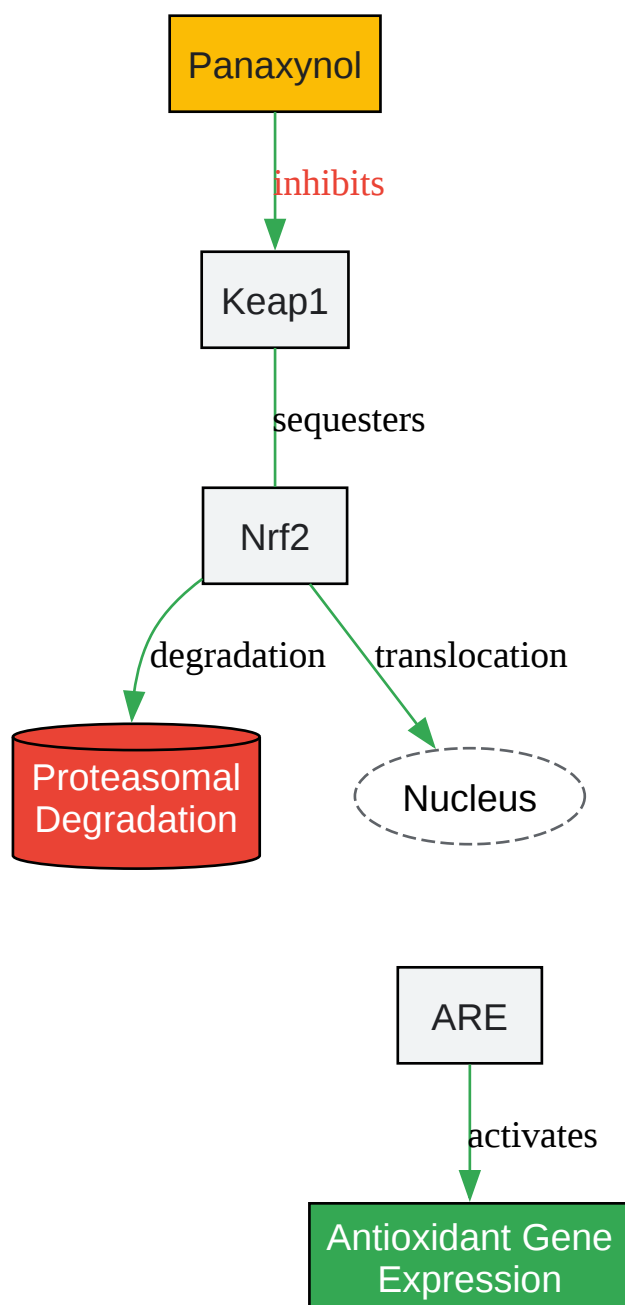 Panaxynol
inhibits
Keap1
sequesters
Nrf2
degradation
translocation
Proteasomal
Degradation
Nucleus
ARE
activates
Antioxidant Gene
Expression